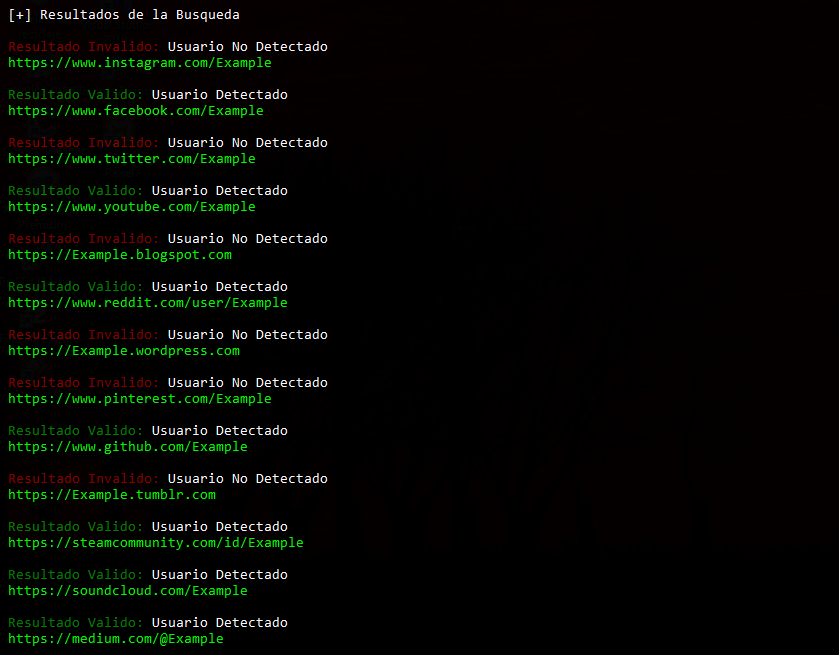 [+] Resultados de la Busqueda
Resultado Invalido: Usuario No Detectado
https://www.instagram.com/Example
Resultado Valido: Usuario Detectado
https://www.facebook.com/Example
Resultado Invalido: Usuario No Detectado
https://www.twitter.com/Example
Resultado Valido: Usuario Detectado
https://www.youtube.com/Example
Resultado Invalido: Usuario No Detectado
https://Example.blogspot.com
Resultado Valido: Usuario Detectado
https://www.reddit.com/user/Example
Resultado Invalido: Usuario No Detectado
https://Example.wordpress.com
Resultado Invalido: Usuario No Detectado
https://www.pinterest.com/Example
Resultado Valido: Usuario Detectado
https://www.github.com/Example
Resultado Invalido: Usuario No Detectado
https://Example.tumblr.com
Resultado Valido: Usuario Detectado
https://steamcommunity.com/id/Example
Resultado Valido: Usuario Detectado
https://soundcloud.com/Example
Resultado Valido: Usuario Detectado
https://medium.com/@Example